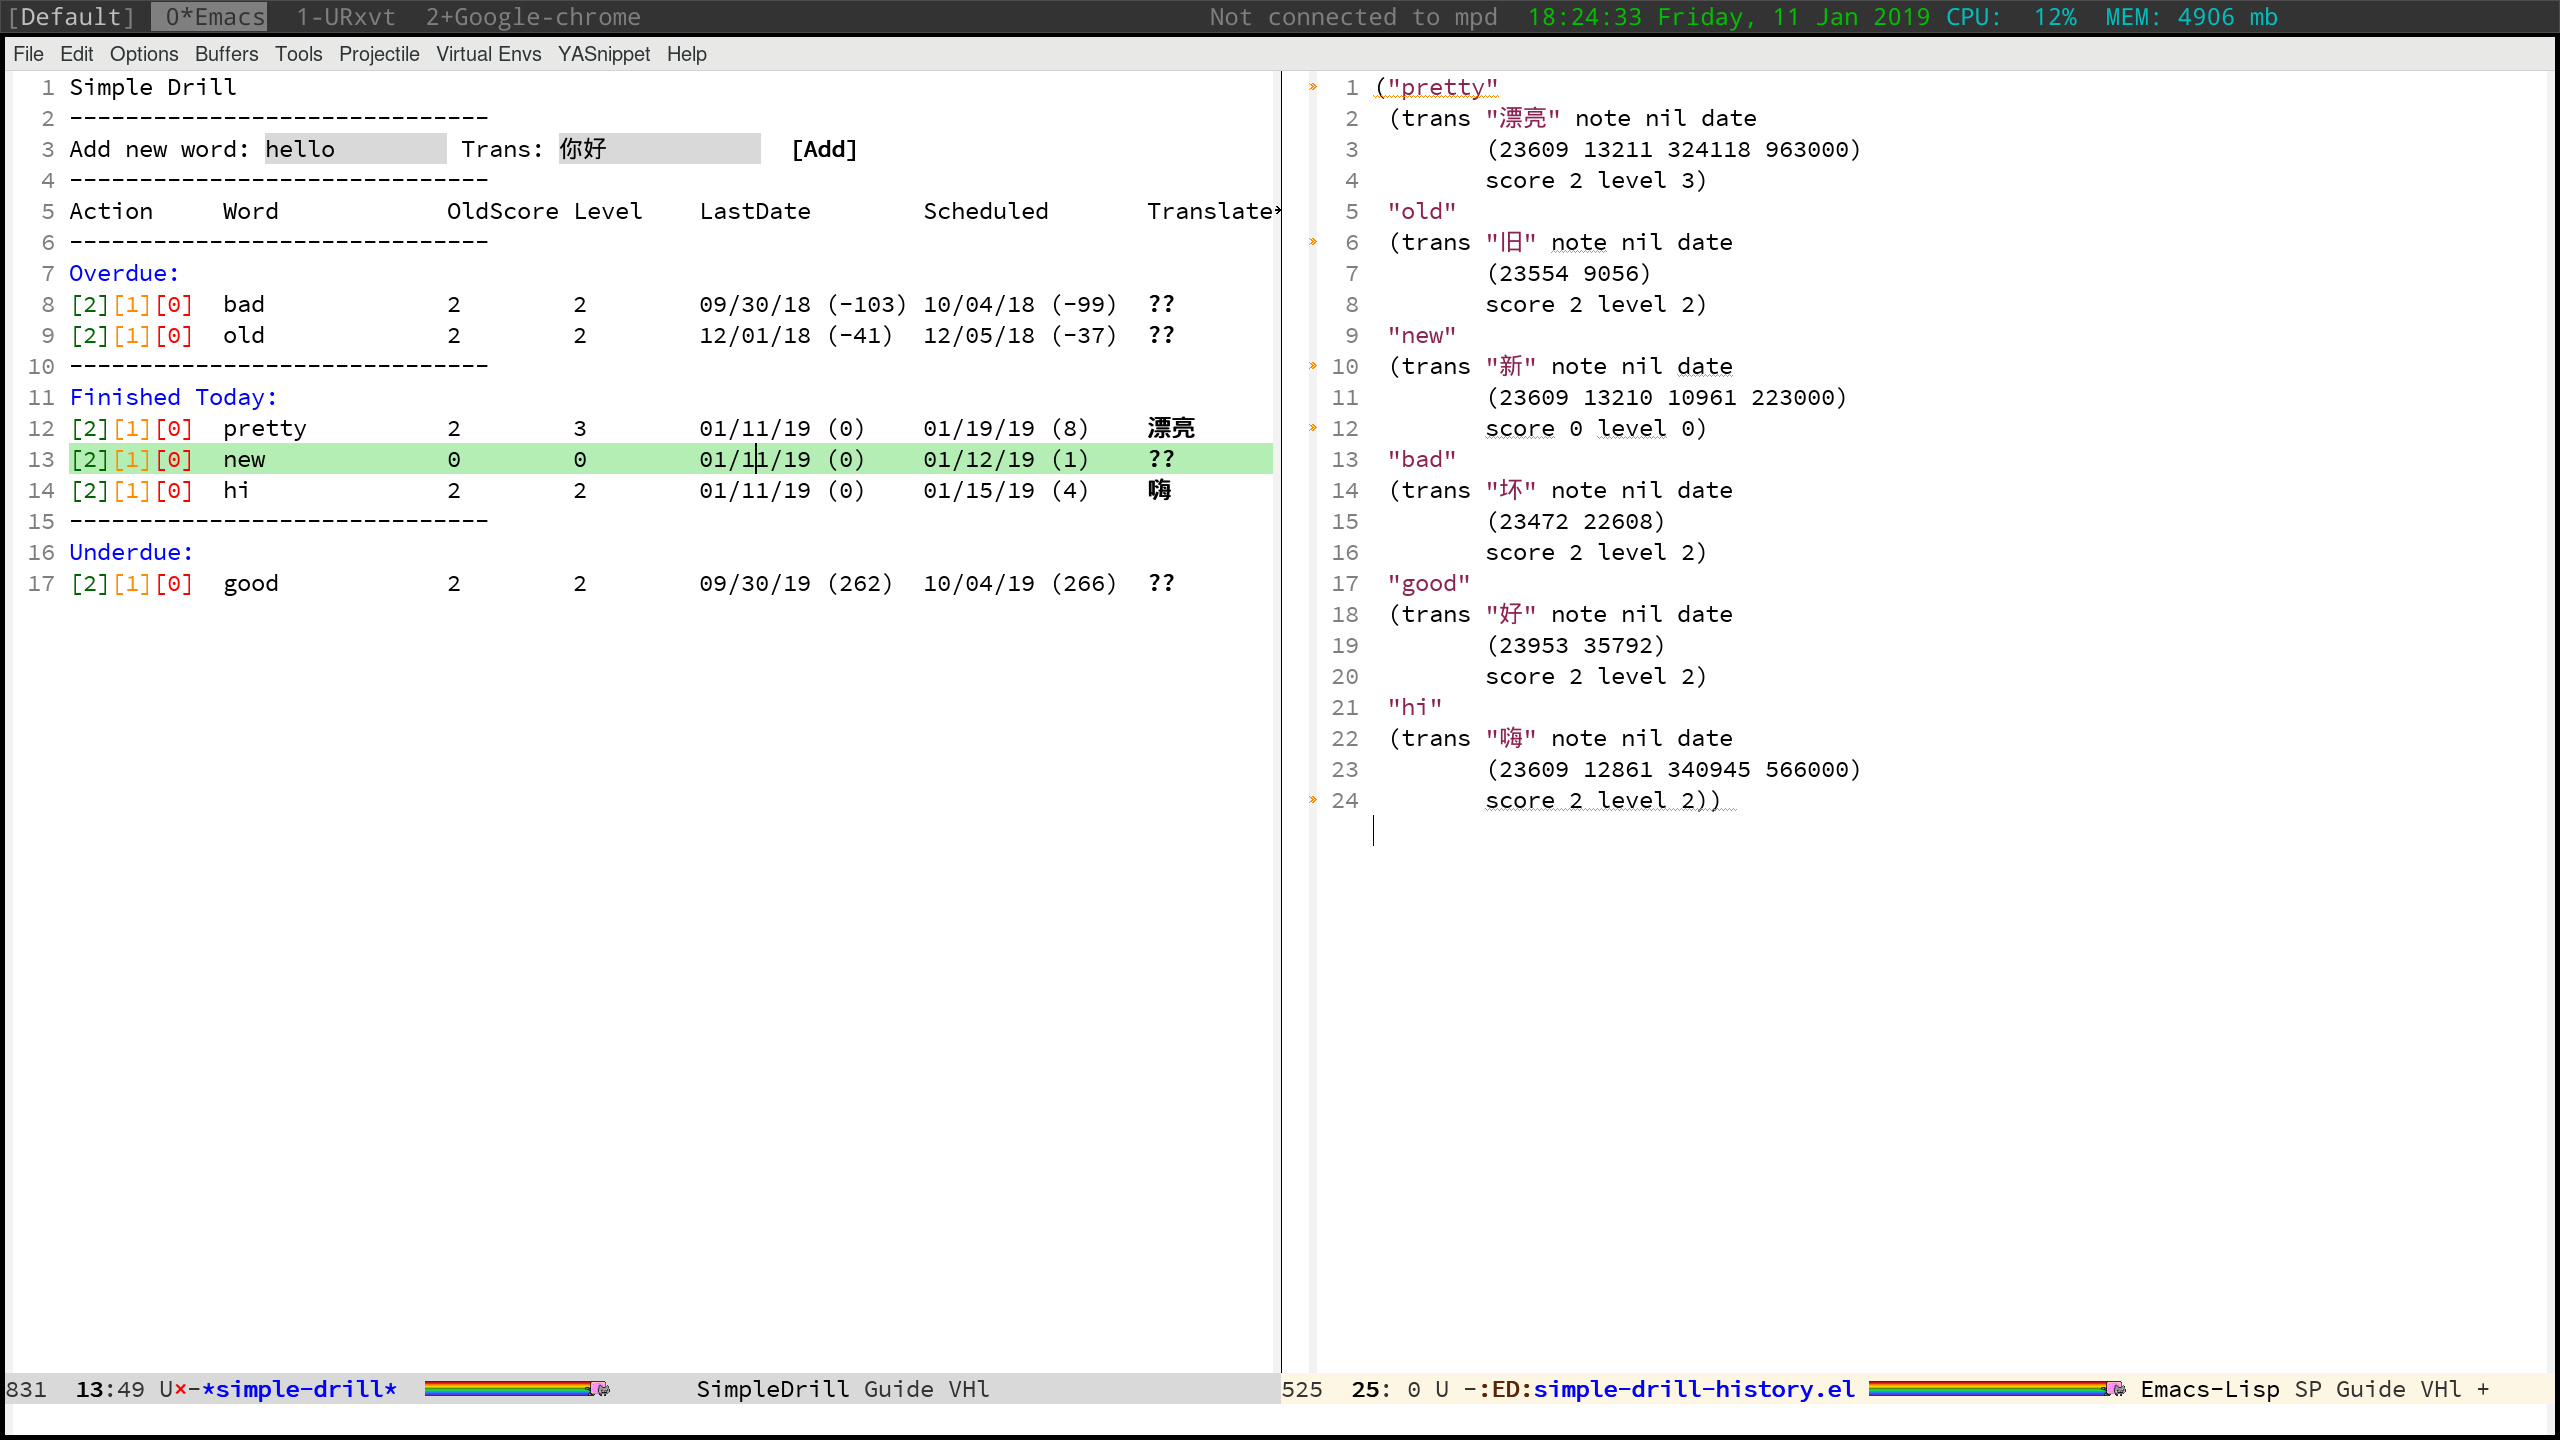 [Default] 0*Emacs 1-URxvt 2+Google-chrome Not connected to mpd 18:24:33 Friday, 11 Jan 2019 CPU: 12% MEM: 4906 mb
File Edit Options Buffers Tools Projectile Virtual Envs YASnippet Help
1 Simple Drill
2 ------------------------------
3 Add new word: hello Trans: 你好 [Add]
4 ------------------------------
5 Action Word OldScore Level LastDate Scheduled Translate
6 ------------------------------
7 Overdue:
8 [2][1][0] bad 2 2 09/30/18 (-103) 10/04/18 (-99) ??
9 [2][1][0] old 2 2 12/01/18 (-41) 12/05/18 (-37) ??
10 ------------------------------
11 Finished Today:
12 [2][1][0] pretty 2 3 01/11/19 (0) 01/19/19 (8) 漂亮
13 [2][1][0] new 0 0 01/11/19 (0) 01/12/19 (1) ??
14 [2][1][0] hi 2 2 01/11/19 (0) 01/15/19 (4) 嗨
15 ------------------------------
16 Underdue:
17 [2][1][0] good 2 2 09/30/19 (262) 10/04/19 (266) ??
831 13:49 U×-*simple-drill* SimpleDrill Guide VHl
1 ("pretty"
2 (trans "漂亮" note nil date
3 (23609 13211 324118 963000)
4 score 2 level 3)
5 "old"
6 (trans "旧" note nil date
7 (23554 9056)
8 score 2 level 2)
9 "new"
10 (trans "新" note nil date
11 (23609 13210 10961 223000)
12 score 0 level 0)
13 "bad"
14 (trans "坏" note nil date
15 (23472 22608)
16 score 2 level 2)
17 "good"
18 (trans "好" note nil date
19 (23953 35792)
20 score 2 level 2)
21 "hi"
22 (trans "嗨" note nil date
23 (23609 12861 340945 566000)
24 score 2 level 2))
525 25: 0 U -:ED:simple-drill-history.el Emacs-Lisp SP Guide VHl +